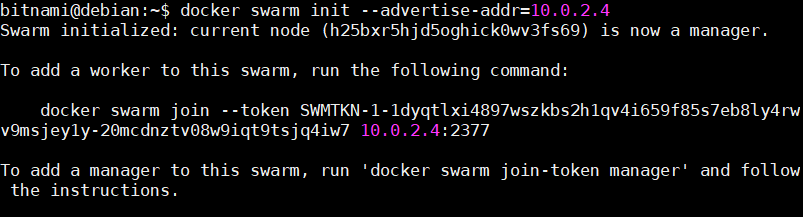 bitnami@debian:~$ docker swarm init --advertise-addr=10.0.2.4
Swarm initialized: current node (h25bxr5hjd5oghick0wv3fs69) is now a manager.
To add a worker to this swarm, run the following command:
docker swarm join --token SWMTKN-1-1dyqtlxi4897wszkbs2h1qv4i659f85s7eb8ly4rw
v9msjey1y-20mcdnztv08w9iqt9tsjq4iw7 10.0.2.4:2377
To add a manager to this swarm, run 'docker swarm join-token manager' and follow
the instructions.